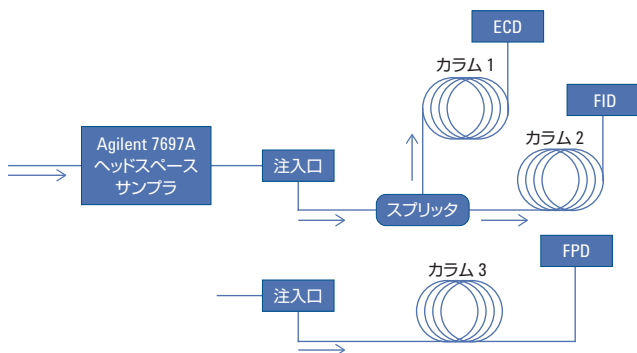 ECD
カラム 1
FID
カラム 2
Agilent 7697A
ヘッドスペース
サンプラ
注入口
スプリッタ
FPD
カラム 3
注入口